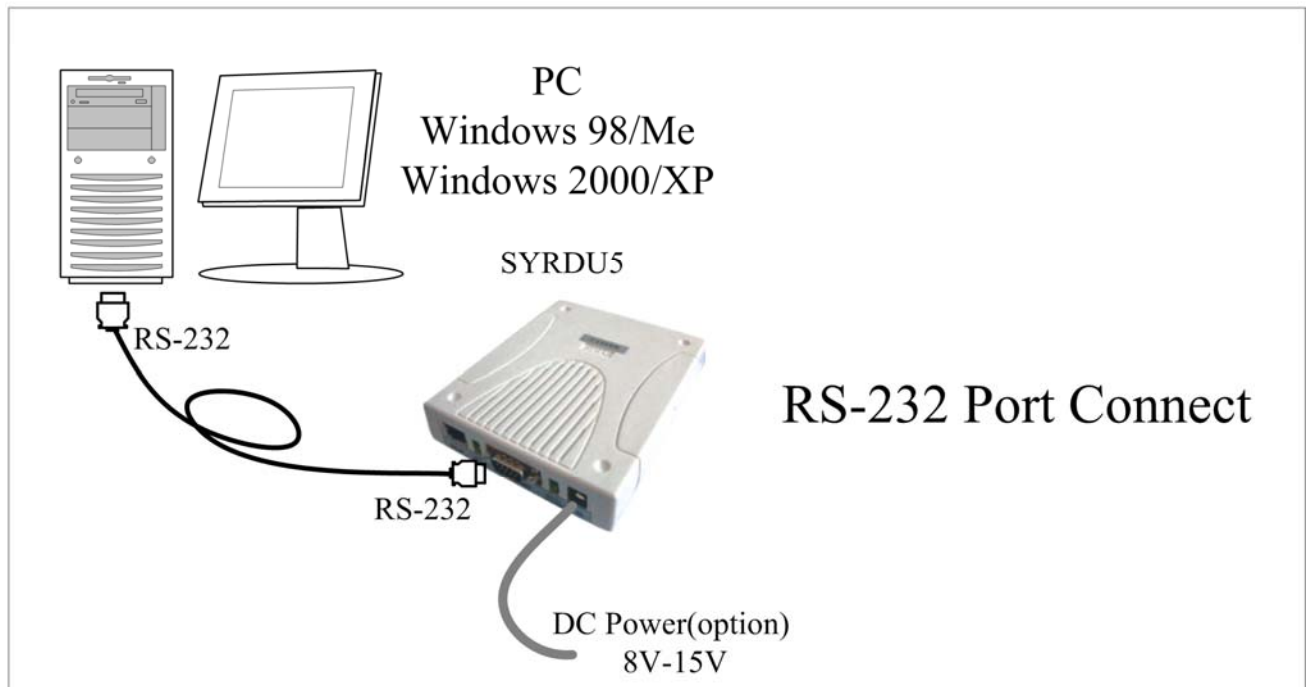 PC
Windows 98/Me
Windows 2000/XP
SYRDU5
RS-232
RS-232 Port Connect
RS-232
DC Power(option)
8V-15V